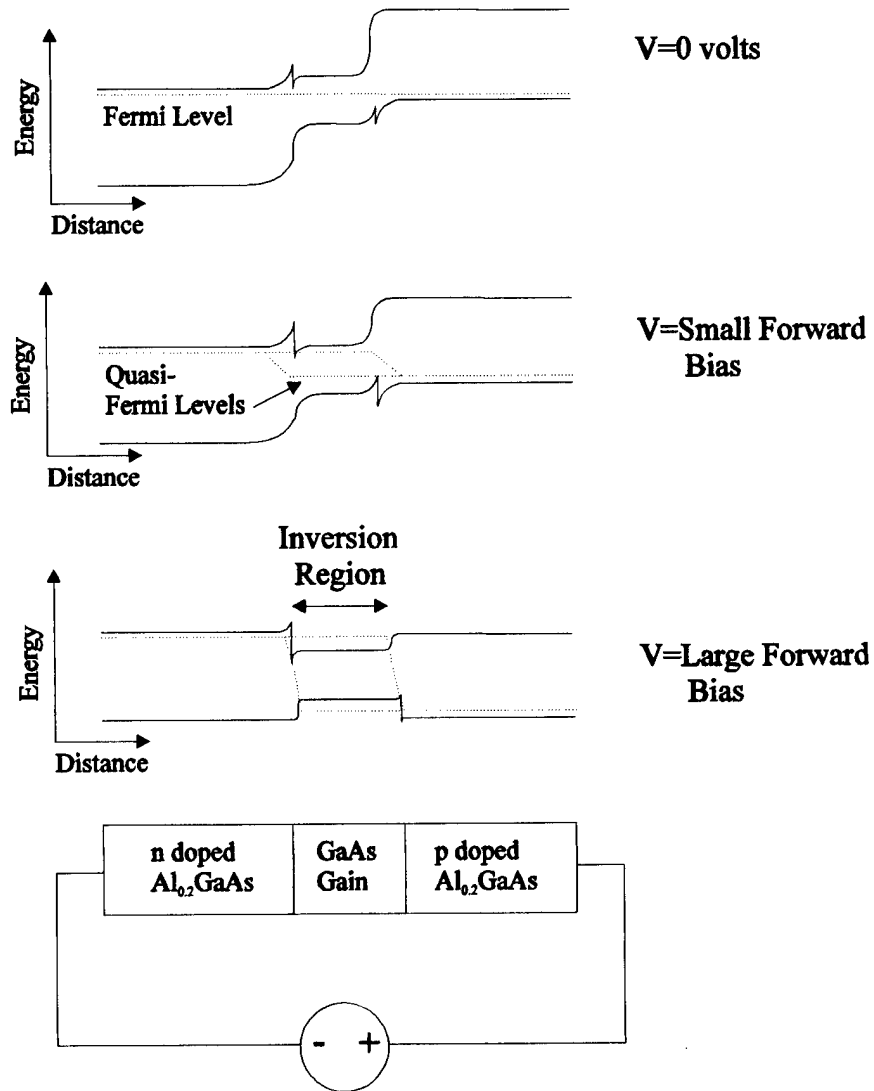 V=0 volts
Energy
Fermi Level
Distance
V=Small Forward
Bias
Energy
Quasi-
Fermi Levels
Distance
Inversion
Region
V=Large Forward
Bias
Energy
Distance
n doped
Al0.2GaAs
GaAs
Gain
p doped
Al0.2GaAs
- +